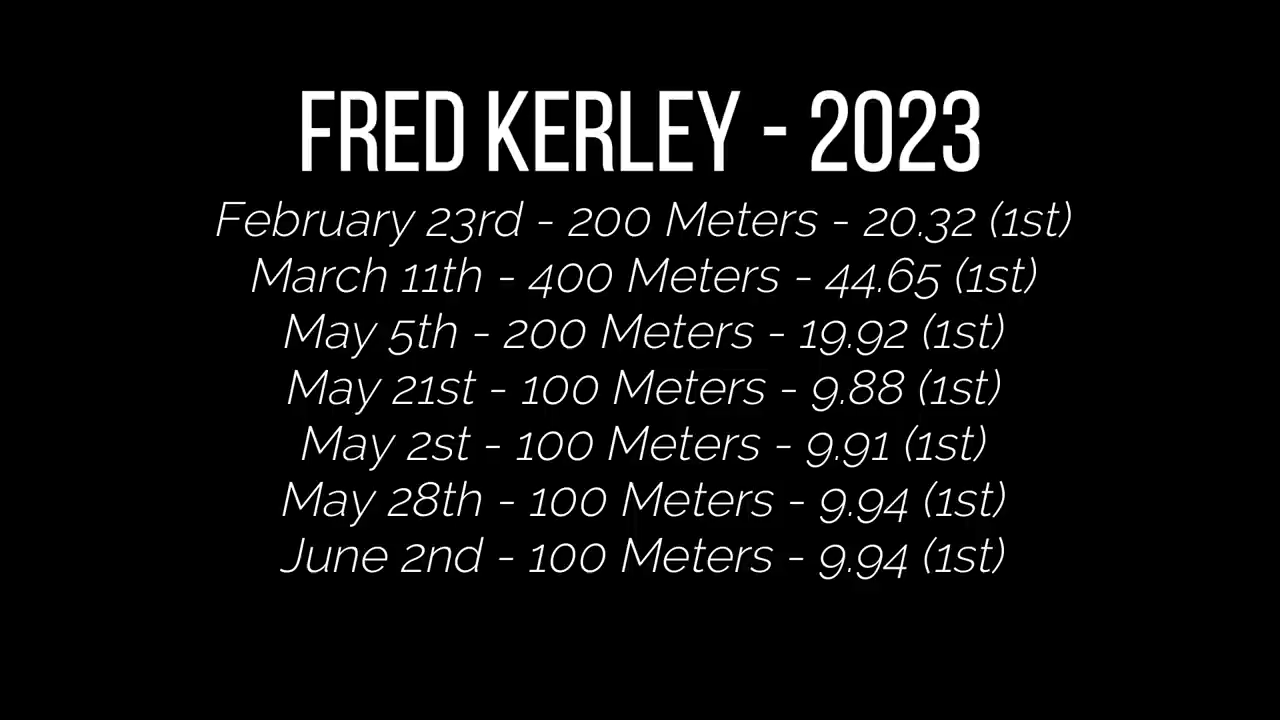 FRED KERLEY - 2023
February 23rd - 200 Meters - 20.32 (1st)
March 11th - 400 Meters - 44.65 (1st)
May 5th - 200 Meters - 19.92 (1st)
May 21st - 100 Meters - 9.88 (1st)
May 2st - 100 Meters - 9.91 (1st)
May 28th - 100 Meters - 9.94 (1st)
June 2nd - 100 Meters - 9.94 (1st)